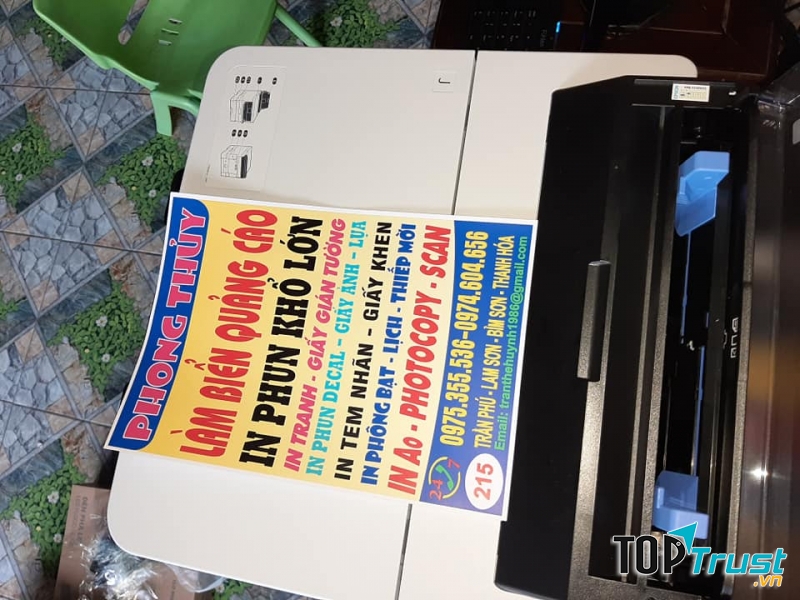 PHONG THỦY
LÀM BIỂN QUẢNG CÁO
IN PHUN KHỔ LỚN
IN TRANH - GIẤY GIÁN TƯỜNG
IN PHUN DECAL - GIẤY ẢNH - LỤA
IN TEM NHÃN - GIẤY KHEN
IN PHÔNG BẠT - LỊCH - THIẾP MỚI
IN Ao - PHOTOCOPY - SCAN
24 7
0975.355.536-0974.604.656
215
TRẦN PHÚ - LAM SƠN - BỈM SƠN - THANH HÓA
Email: tranthehuynh1986@gmail.com
TOPTrust.vn